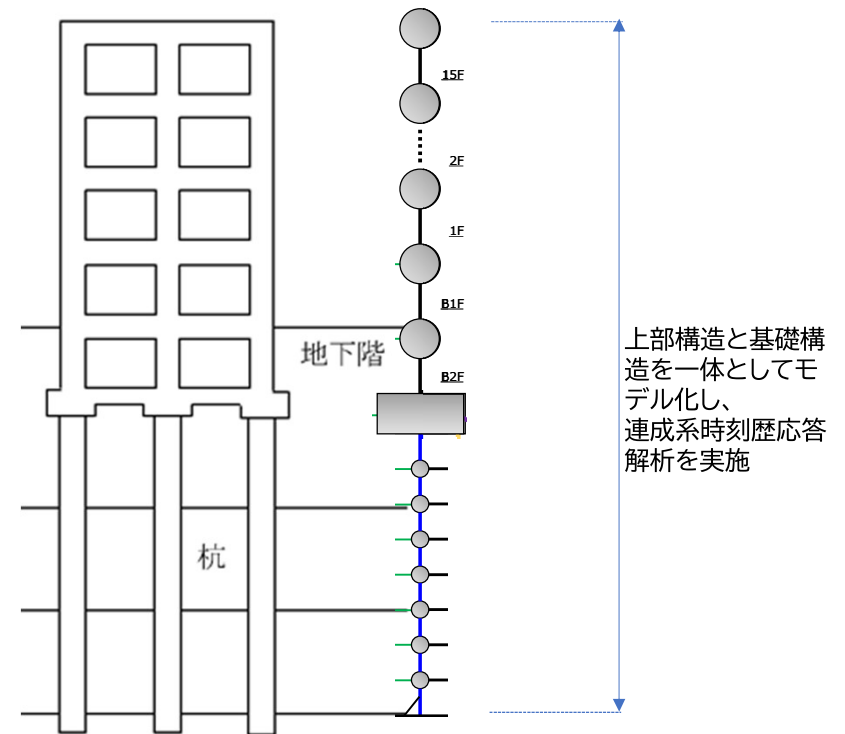 15F
2F
1F
B1F
地下階
B2F
杭
上部構造と基礎構
造を一体としてモ
デル化し、
連成系時刻歴応答
解析を実施